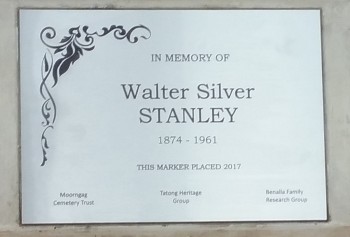 IN MEMORY OF
Walter Silver
STANLEY
1874 - 1961
THIS MARKER PLACED 2017
Moorngag
Cemetery Trust
Tatong Heritage
Group
Benalla Family
Research Group